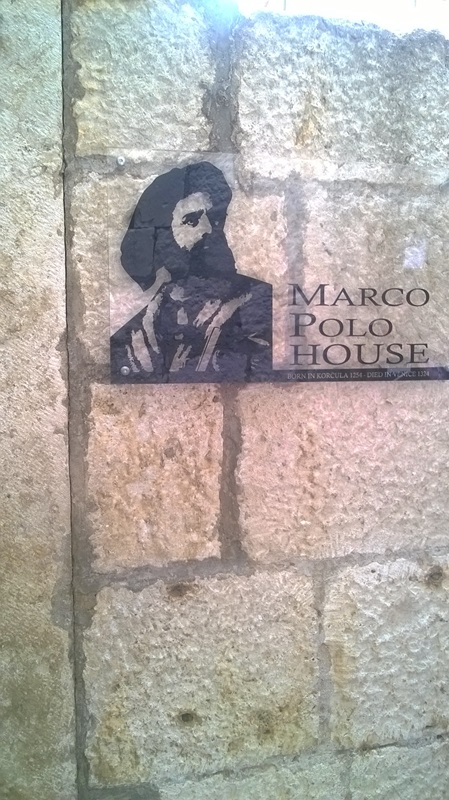 MARCO
POLO
HOUSE
BORN IN KORCULA 1254 - DIED IN VENICE 1324